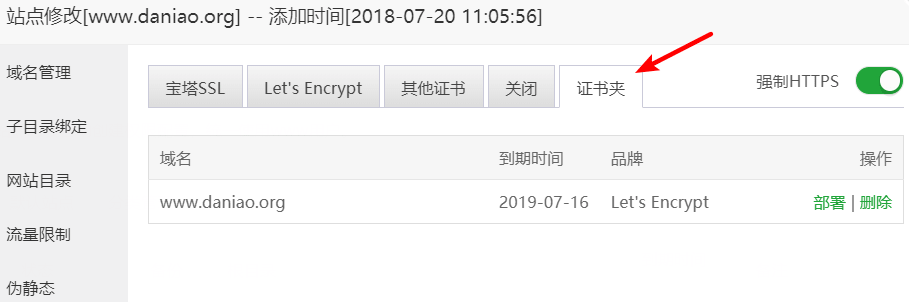 站点修改[www.daniao.org] -- 添加时间[2018-07-20 11:05:56]
域名管理
子目录绑定
网站目录
流量限制
伪静态
宝塔SSL Let's Encrypt 其他证书 关闭 证书夹 强制HTTPS
域名 到期时间 品牌 操作
www.daniao.org 2019-07-16 Let's Encrypt 部署 | 删除